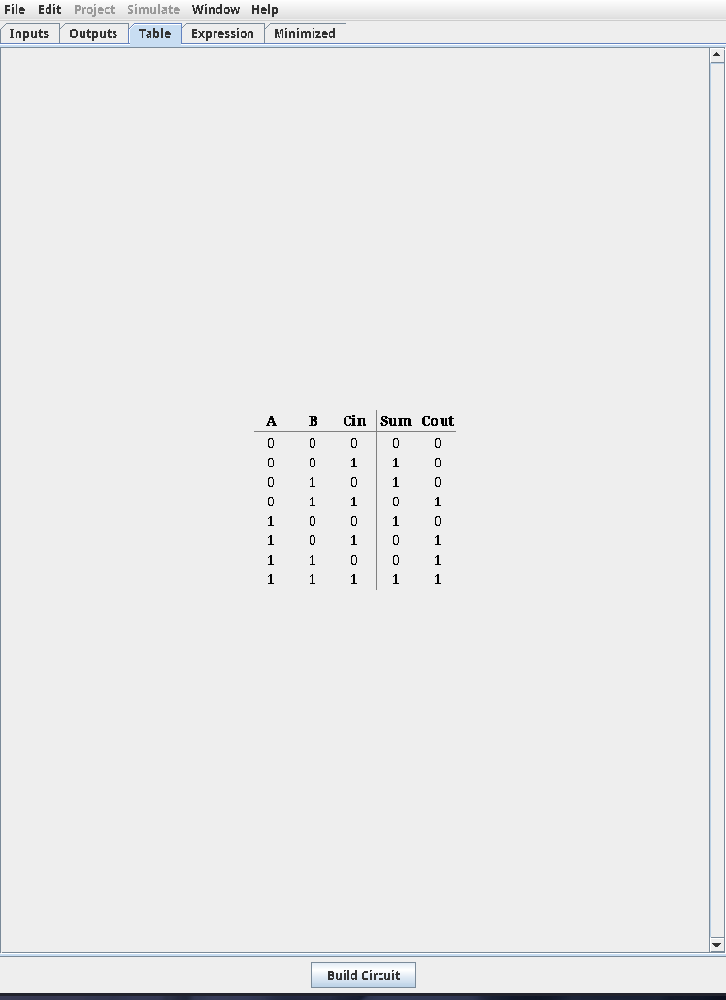 File Edit Project Simulate Window Help
Inputs Outputs Table Expression Minimized
A B Cin Sum Cout
0 0 0 0 0
0 0 1 1 0
0 1 0 1 0
0 1 1 0 1
1 0 0 1 0
1 0 1 0 1
1 1 0 0 1
1 1 1 1 1
Build Circuit